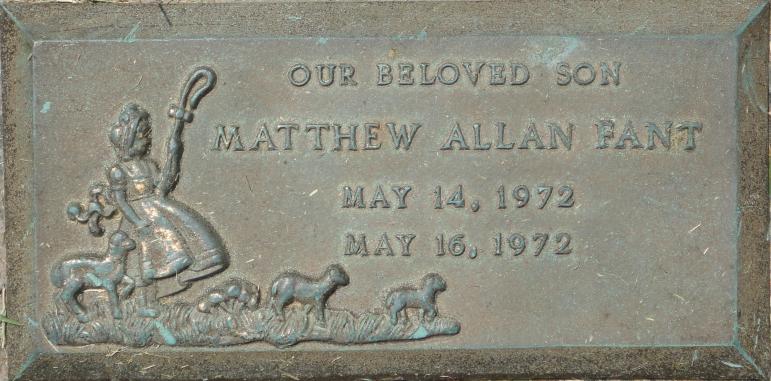 OUR BELOVED SON
MATTHEW ALLAN FANT
MAY 14, 1972
MAY 16, 1972